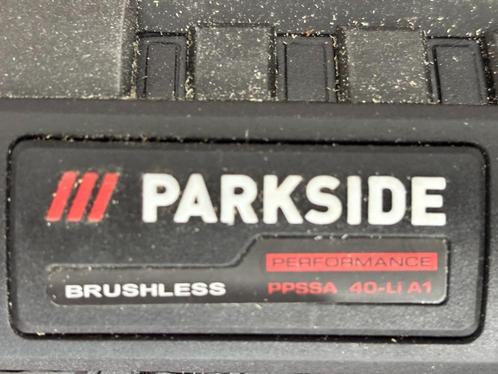 PARKSIDE
PERFORMANCE
BRUSHLESS PPSSA 40-Li A1